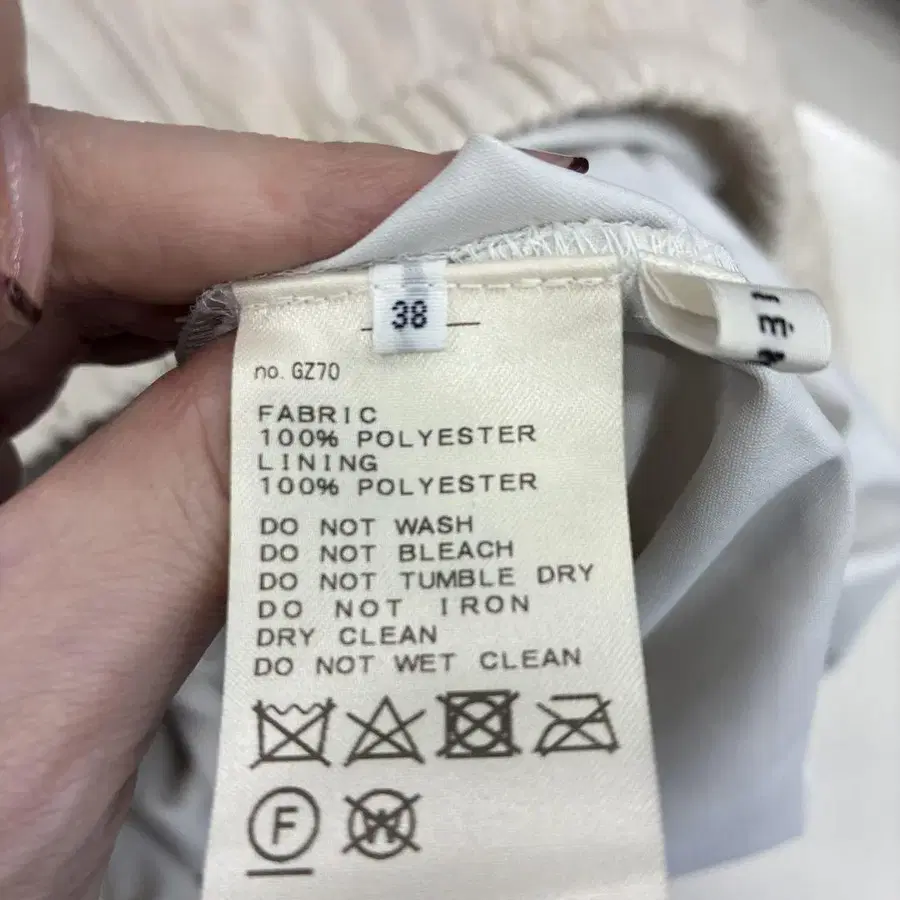 38
no. GZ70
FABRIC
100% POLYESTER
LINING
100% POLYESTER
DO NOT WASH
DO NOT BLEACH
DO NOT TUMBLE DRY
DO NOT IRON
DRY CLEAN
DO NOT WET CLEAN
F
W